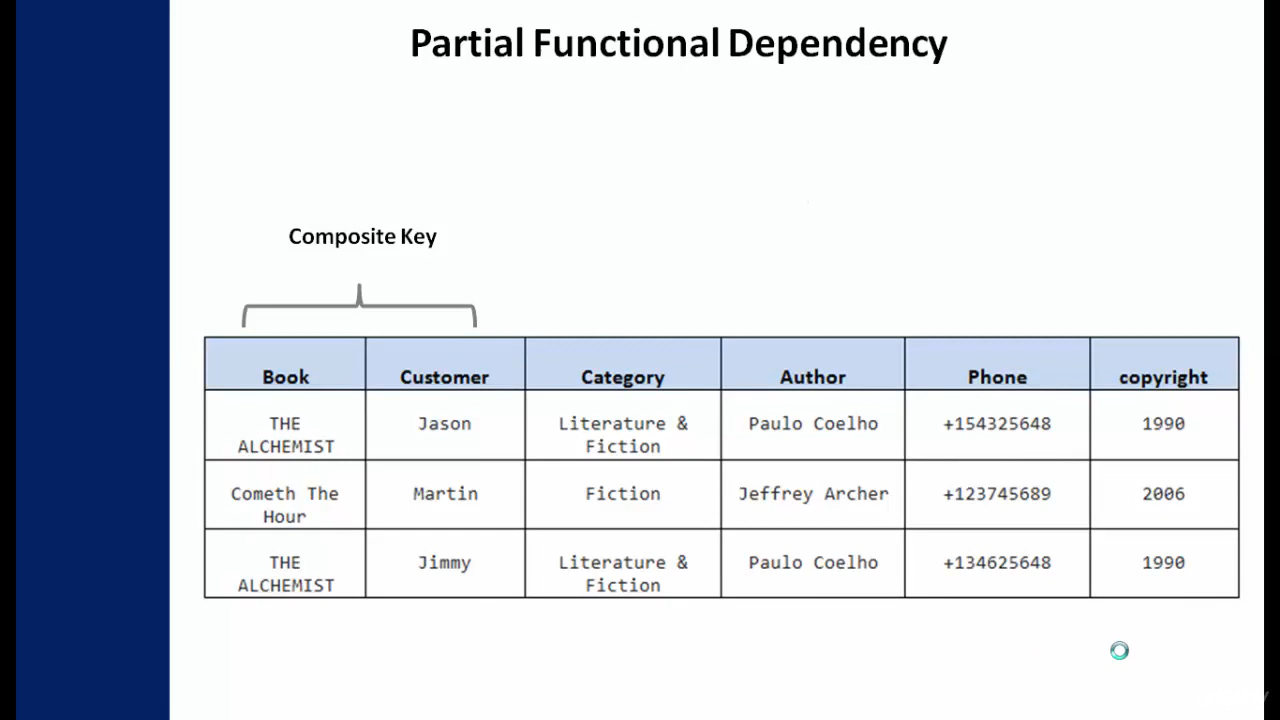 Partial Functional Dependency
Composite Key
Book Customer Category Author Phone copyright
THE Jason Literature & Paulo Coelho +154325648 1990
ALCHEMIST Fiction
Cometh The Martin Fiction Jeffrey Archer +123745689 2006
Hour
THE Jimmy Literature & Paulo Coelho +134625648 1990
ALCHEMIST Fiction